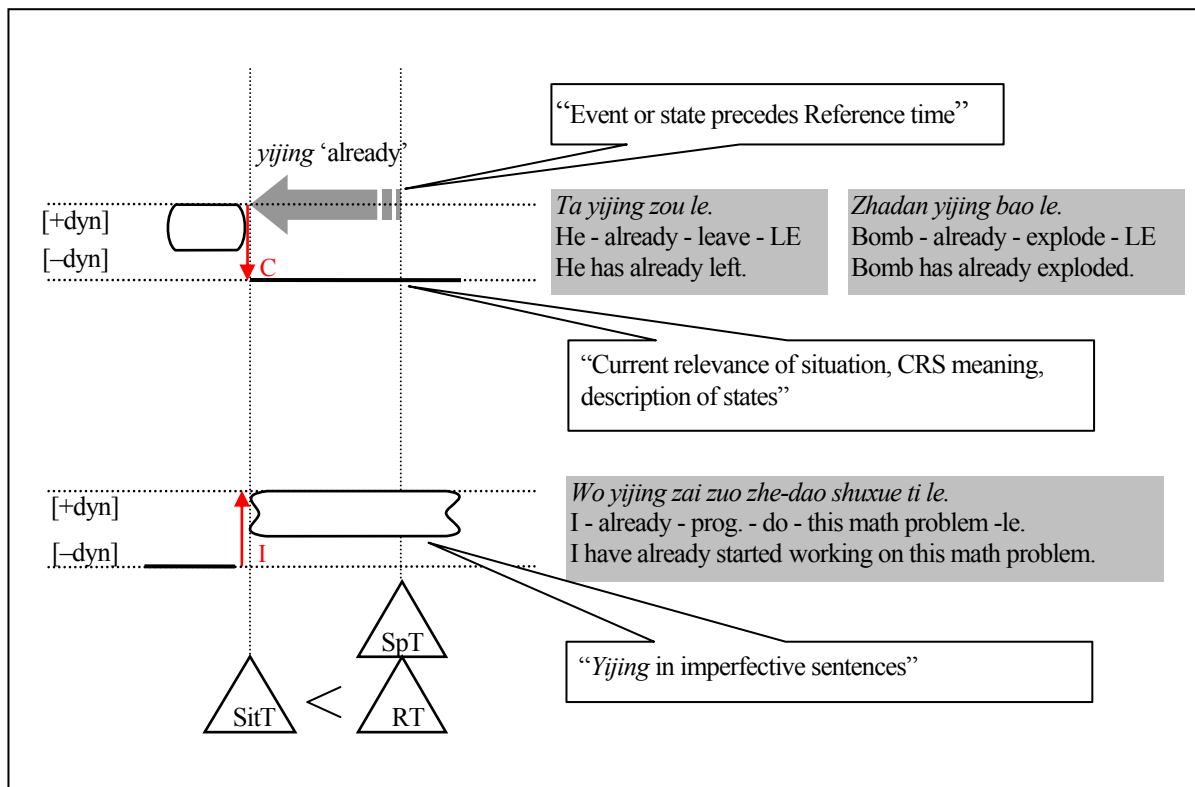 “Event or state precedes Reference time”
yijing ‘already’
[+dyn]
[–dyn]
C
Ta yijing zou le.
He - already - leave - LE
He has already left.
Zhadan yijing bao le.
Bomb - already - explode - LE
Bomb has already exploded.
“Current relevance of situation, CRS meaning,
description of states”
[+dyn]
[–dyn]
I
Wo yijing zai zuo zhe-dao shuxue ti le.
I - already - prog. - do - this math problem -le.
I have already started working on this math problem.
SpT
“Yijing in imperfective sentences”
SitT < RT